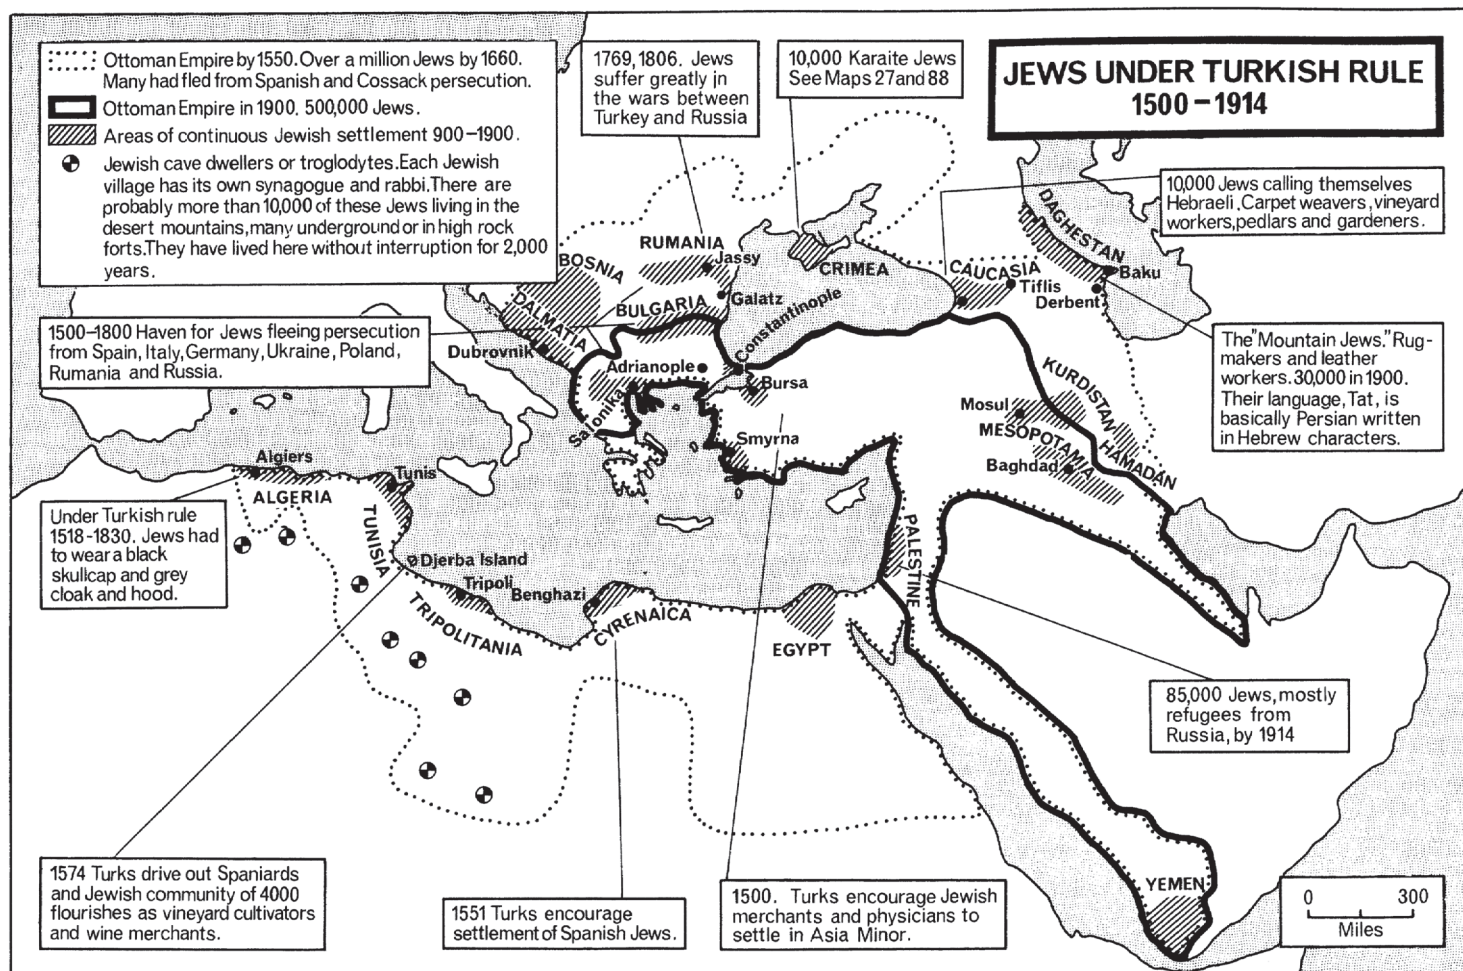 JEWS UNDER TURKISH RULE
1500-1914
Ottoman Empire by 1550. Over a million Jews by 1660.
Many had fled from Spanish and Cossack persecution.
Ottoman Empire in 1900. 500,000 Jews.
Areas of continuous Jewish settlement 900-1900.
Jewish cave dwellers or troglodytes. Each Jewish
village has its own synagogue and rabbi. There are
probably more than 10,000 of these Jews living in the
desert mountains, many underground or in high rock
forts. They have lived here without interruption for 2,000
years.
1769, 1806. Jews
suffer greatly in
the wars between
Turkey and Russia
10,000 Karaite Jews
See Maps 27 and 88
10,000 Jews calling themselves
Hebraeli, Carpet weavers, vineyard
workers, pedlars and gardeners.
The "Mountain Jews." Rug-
makers and leather
workers. 30,000 in 1900.
Their language, Tat, is
basically Persian written
in Hebrew characters.
1500-1800 Haven for Jews fleeing persecution
from Spain, Italy, Germany, Ukraine, Poland,
Rumania and Russia.
Under Turkish rule
1518-1830. Jews had
to wear a black
skullcap and grey
cloak and hood.
85,000 Jews, mostly
refugees from
Russia, by 1914
1574 Turks drive out Spaniards
and Jewish community of 4000
flourishes as vineyard cultivators
and wine merchants.
1551 Turks encourage
settlement of Spanish Jews.
1500. Turks encourage Jewish
merchants and physicians to
settle in Asia Minor.
0 300
Miles
RUMANIA
Jassy
BOSNIA
DALMATIA
BULGARIA
Galatz
Dubrovnik
Adrianople
Constantinople
Salonika
Bursa
Smyrna
CRIMEA
CAUCASIA
Tiflis
DAGHESTAN
Baku
Derbent
KURDISTAN
Mosul
MESOPOTAMIA
Baghdad
HAMADAN
Algiers
ALGERIA
Tunis
TUNISIA
Djerba Island
Tripoli
TRIPOLITANIA
Benghazi
CYRENAICA
EGYPT
PALESTINE
YEMEN